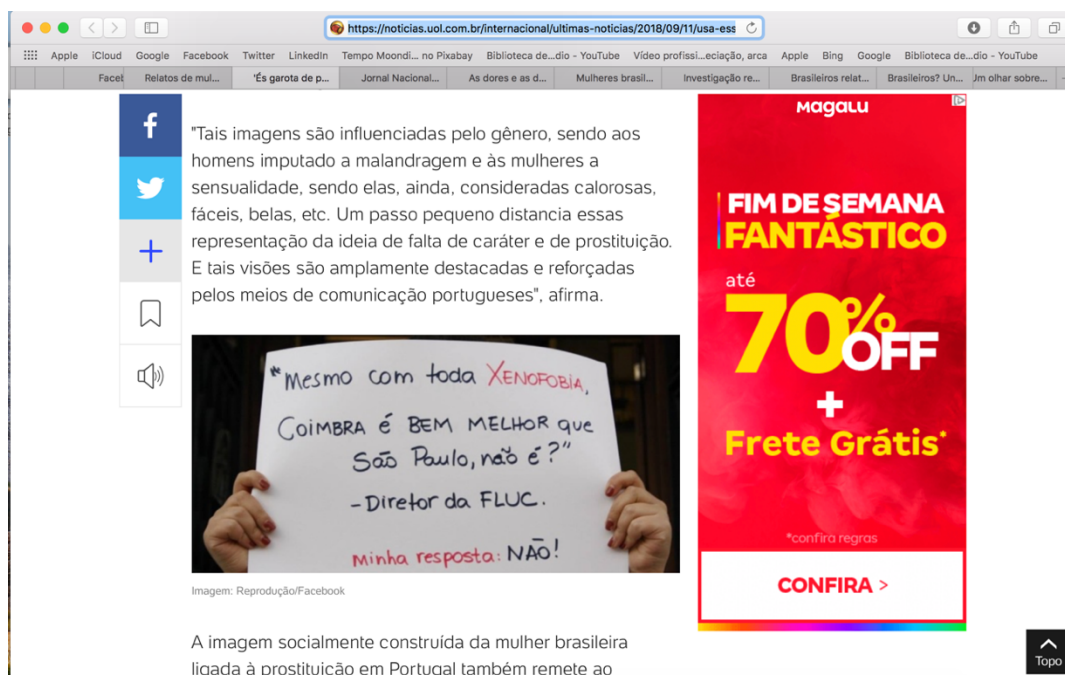 https://noticias.uol.com.br/internacional/ultimas-noticias/2018/09/11/usa-ess
Apple iCloud Google Facebook Twitter LinkedIn Tempo Moondi... no Pixabay Biblioteca de...dio - YouTube Vídeo profissi...eciação, arca Apple Bing Google Biblioteca de...dio - YouTube
Facel Relatos de mul... 'És garota de p... Jornal Nacional... As dores e as d... Mulheres brasil... Investigação re... Brasileiros relat... Brasileiros? Un... Um olhar sobre...
"Tais imagens são influenciadas pelo gênero, sendo aos
homens imputado a malandragem e às mulheres a
sensualidade, sendo elas, ainda, consideradas calorosas,
fáceis, belas, etc. Um passo pequeno distancia essas
representação da ideia de falta de caráter e de prostituição.
E tais visões são amplamente destacadas e reforçadas
pelos meios de comunicação portugueses", afirma.
"Mesmo com toda XENOFOBIA,
COIMBRA é BEM MELHOR que
São Paulo, não é?"
- Diretor da FLUC.
minha resposta: NÃO!
Imagem: Reprodução/Facebook
A imagem socialmente construída da mulher brasileira
ligada à prostituição em Portugal também remete ao
Magalu
FIM DE SEMANA
FANTÁSTICO
até
70% OFF
+
Frete Grátis*
*confira regras
CONFIRA >
Topo